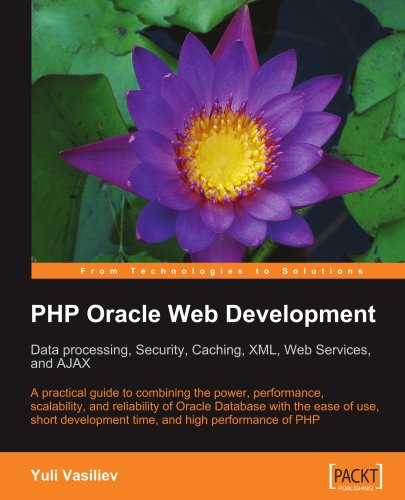 From Technologies to Solutions
PHP Oracle Web Development
Data processing, Security, Caching, XML, Web Services,
and AJAX
A practical guide to combining the power, performance,
scalability, and reliability of Oracle Database with the ease of use,
short development time, and high performance of PHP
Yuli Vasiliev
PACKT
PUBLISHING